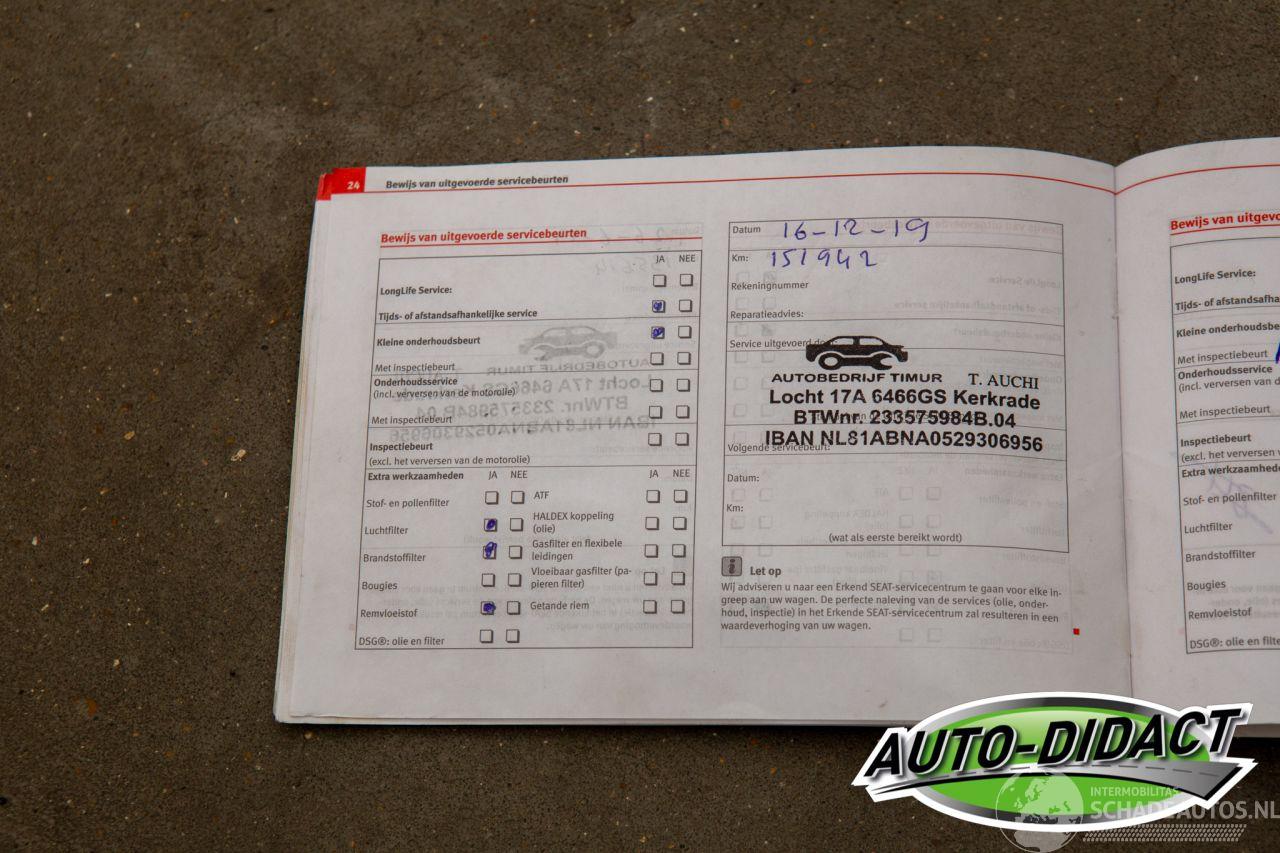 24 Bewijs van uitgevoerde servicebeurten
Bewijs van uitgevoerde servicebeurten
JA NEE
LongLife Service:
Tijds- of afstandsafhankelijke service
Kleine onderhoudsbeurt
Met inspectiebeurt
Onderhoudsservice
(incl. verversen van de motorolie)
Met inspectiebeurt
Inspectiebeurt
(excl. het verversen van de motorolie)
Extra werkzaamheden JA NEE JA NEE
Stof- en pollenfilter ATF
Luchtfilter HALDEX koppeling
(olie)
Brandstoffilter Gasfilter en flexibele
leidingen
Bougies Vloeibaar gasfilter (pa-
pieren filter)
Remvloeistof Getande riem
DSG®: olie en filter
Datum 16-12-19
Km: 151942
Rekeningnummer
Reparatieadvies:
Service uitgevoerd door:
AUTOBEDRIJF TIMUR T. AUCHI
Locht 17A 6466GS Kerkrade
BTWnr. 233575984B.04
IBAN NL81ABNA0529306956
Volgende servicebeurt:
Datum:
Km:
(wat als eerste bereikt wordt)
i Let op
Wij adviseren u naar een Erkend SEAT-servicecentrum te gaan voor elke in-
greep aan uw wagen. De perfecte naleving van de services (olie, onder-
houd, inspectie) in het Erkende SEAT-servicecentrum zal resulteren in een
waardeverhoging van uw wagen.
Bewijs van uitgevo
LongLife Service:
Tijds- of afstandsafha
Kleine onderhoudsbe
Met inspectiebeurt
Onderhoudsservice
(incl. verversen van d
Met inspectiebeurt
Inspectiebeurt
(excl. het verversen v
Extra werkzaamhede
Stof- en pollenfilter
Luchtfilter
Brandstoffilter
Bougies
Remvloeistof
DSG®: olie en filte
AUTO-DIDACT
INTERMOBILITAS
SCHADEAUTOS.NL